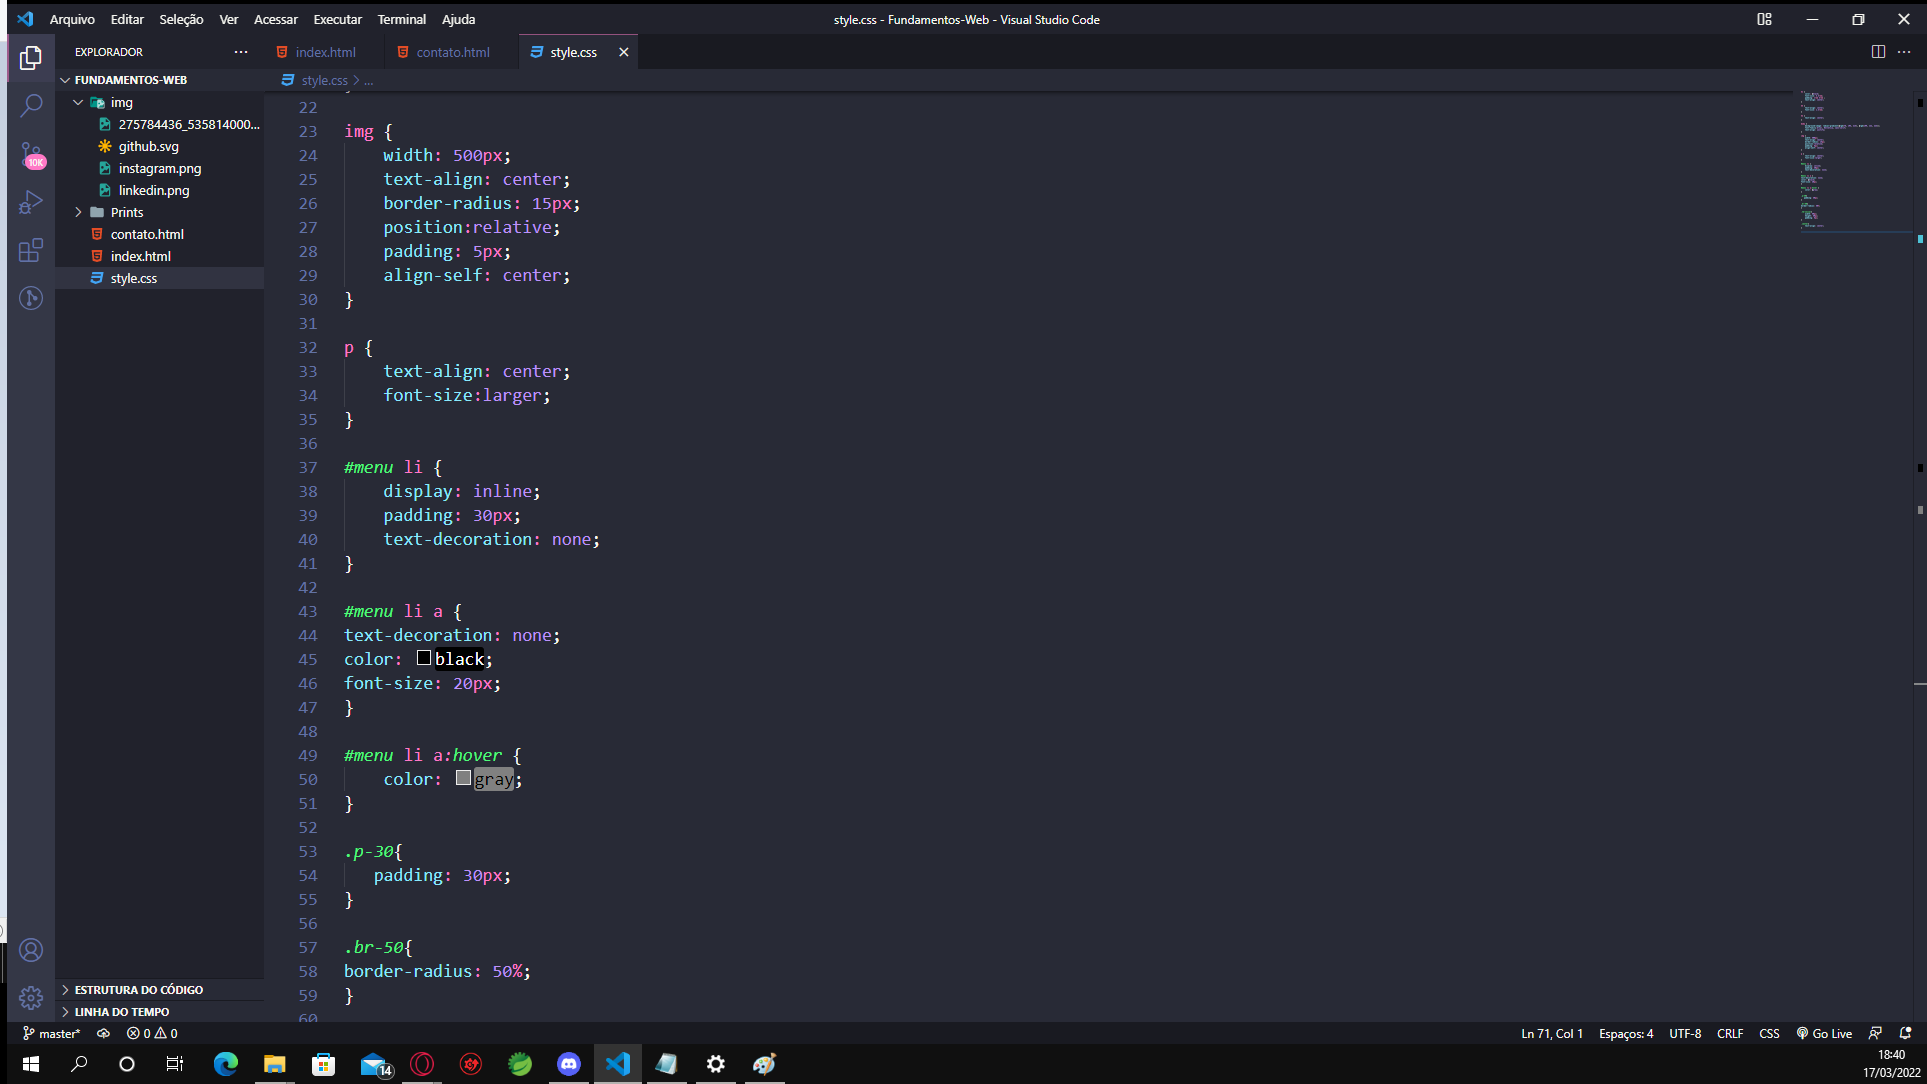 Arquivo Editar Seleção Ver Acessar Executar Terminal Ajuda
style.css - Fundamentos-Web - Visual Studio Code
EXPLORADOR
index.html
contato.html
style.css
FUNDAMENTOS-WEB
style.css > ...
img
275784436_535814000...
github.svg
instagram.png
linkedin.png
Prints
contato.html
index.html
style.css
10K
22
23 img {
24 width: 500px;
25 text-align: center;
26 border-radius: 15px;
27 position:relative;
28 padding: 5px;
29 align-self: center;
30 }
31
32 p {
33 text-align: center;
34 font-size:larger;
35 }
36
37 #menu li {
38 display: inline;
39 padding: 30px;
40 text-decoration: none;
41 }
42
43 #menu li a {
44 text-decoration: none;
45 color: black;
46 font-size: 20px;
47 }
48
49 #menu li a:hover {
50 color: gray;
51 }
52
53 .p-30{
54 padding: 30px;
55 }
56
57 .br-50{
58 border-radius: 50%;
59 }
60
ESTRUTURA DO CÓDIGO
LINHA DO TEMPO
master* 0 0
Ln 71, Col 1 Espaços: 4 UTF-8 CRLF CSS Go Live
14
18:40
17/03/2022